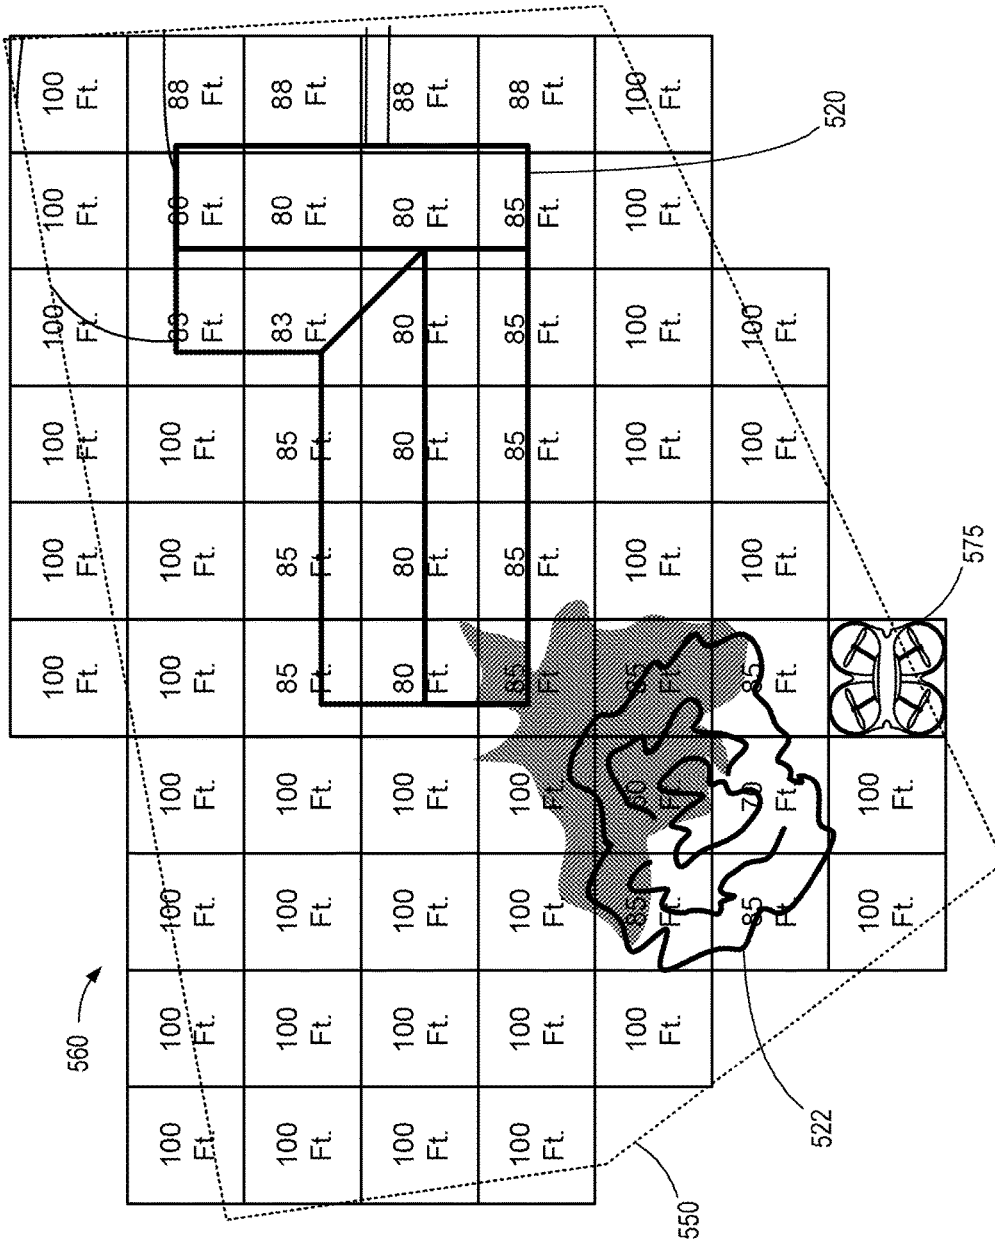 100 100 100 100 100 100
Ft. Ft. Ft. Ft. Ft. Ft.
560
100 100 100 100 100 100 100 83 80 88
Ft. Ft. Ft. Ft. Ft. Ft. Ft. Ft. Ft. Ft.
100 100 100 100 85 85 85 83 80 88
Ft. Ft. Ft. Ft. Ft. Ft. Ft. Ft. Ft. Ft.
100 100 100 100 80 80 80 80 80 88
Ft. Ft. Ft. Ft. Ft. Ft. Ft. Ft. Ft. Ft.
100 100 100 100 85 85 85 85 85 88
Ft. Ft. Ft. Ft. Ft. Ft. Ft. Ft. Ft. Ft.
100 85 60 85 100 100 100 100 100
Ft. Ft. Ft. Ft. Ft. Ft. Ft. Ft. Ft.
550
85 70 85 100 100 100
Ft. Ft. Ft. Ft. Ft. Ft.
522
520
100 100
Ft. Ft.
575